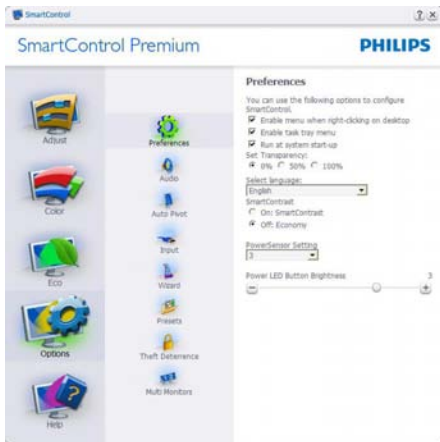 SmartControl
SmartControl Premium
PHILIPS
Adjust
Color
Eco
Options
Help
Preferences
Audio
Auto Pivot
Input
Wizard
Presets
Theft Deterrence
Multi Monitors
Preferences
You can use the following options to configure
SmartControl.
Enable menu when right-clicking on desktop
Enable task tray menu
Run at system start-up
Set Transparency:
0% 50% 100%
Select language:
English
SmartContrast
On: SmartContrast
Off: Economy
PowerSensor Setting
3
Power LED Button Brightness 3